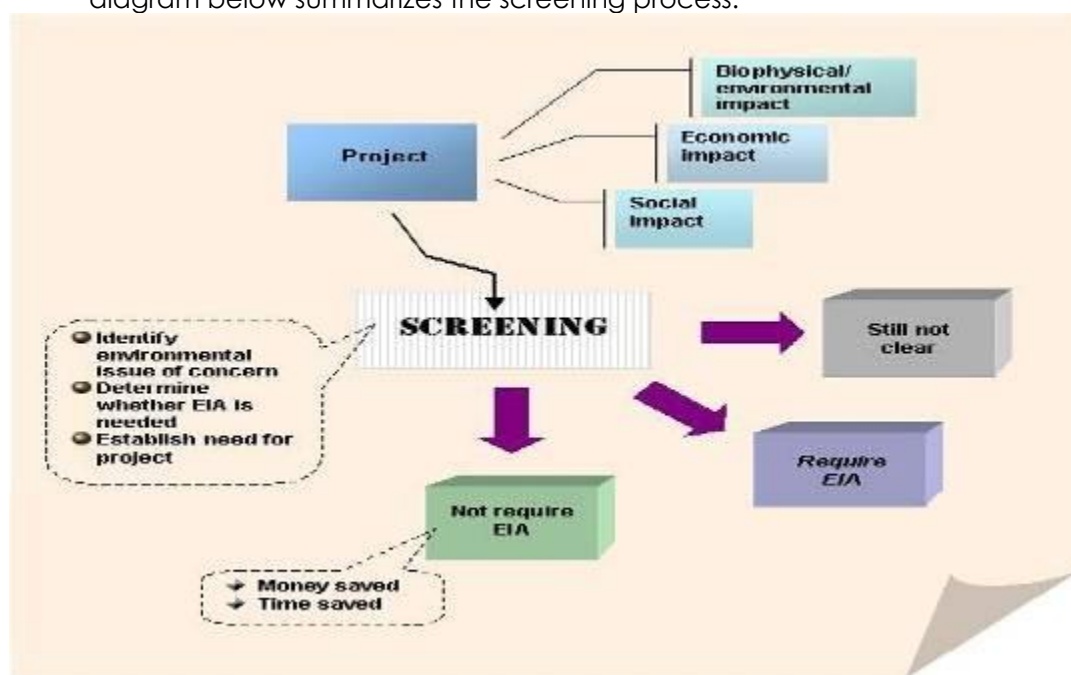 diagram below summarizes the screening process.
Biophysical/
environmental
impact
Project
Economic
impact
Social
impact
SCREENING
Still not
clear
Identify
environmental
issue of concern
Determine
whether EIA is
needed
Establish need for
project
Require
EIA
Not require
EIA
Money saved
Time saved